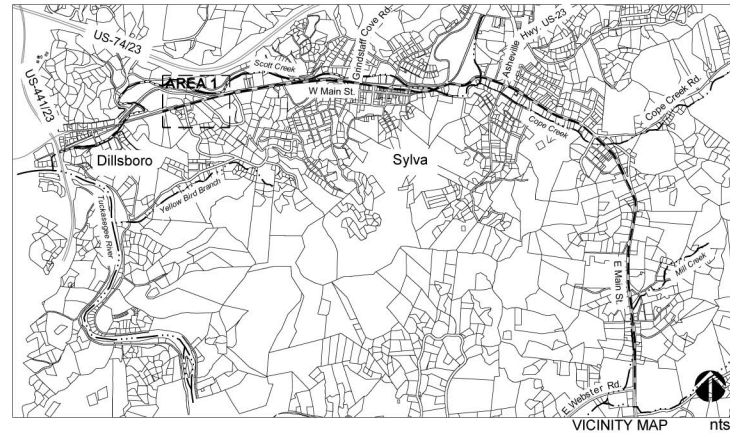 US-74/23
US-441/23
AREA 1
Scott Creek
Grindstaff Cove Rd.
W Main St.
Asheville Hwy. US-23
Cope Creek Rd.
Cope Creek
Dillsboro
Sylva
Yellow Bird Branch
Tuckasegee River
E Main St.
Mill Creek
E Webster Rd.
VICINITY MAP nts